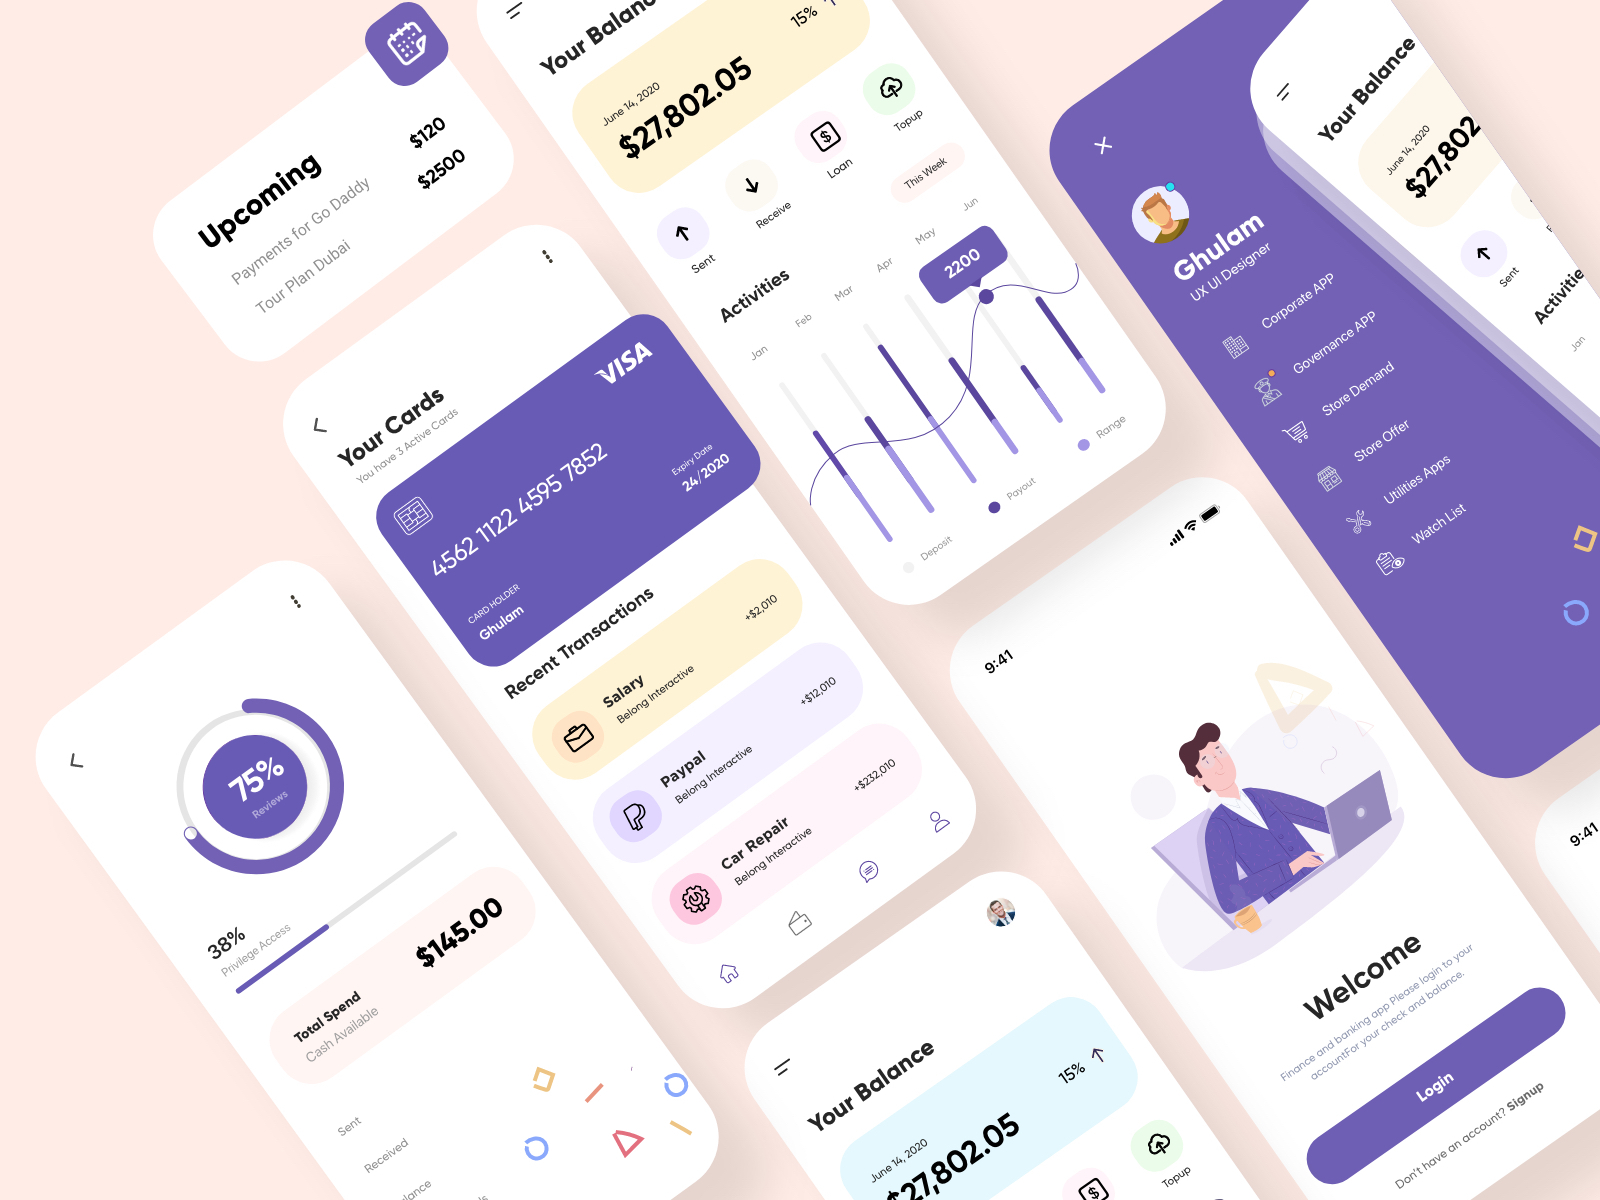 Upcoming
Payments for Go Daddy
$120
Tour Plan Dubai
$2500
Your Balance
15%
June 14, 2020
$27,802.05
Sent
Receive
Loan
Topup
Activities
This Week
Jan
Feb
Mar
Apr
May
Jun
2200
Deposit
Payout
Range
Your Cards
You have 3 Active Cards
VISA
4562 1122 4595 7852
Expiry Date
24/2020
CARD HOLDER
Ghulam
Recent Transactions
Salary
Belong Interactive
+$2,010
Paypal
Belong Interactive
+$12,010
Car Repair
Belong Interactive
+$232,010
75%
Reviews
38%
Privilege Access
Total Spend
Cash Available
$145.00
Sent
Received
Your Balance
15%
June 14, 2020
$27,802.05
Topup
Ghulam
UX UI Designer
Corporate APP
Governance APP
Store Demand
Store Offer
Utilities Apps
Watch List
Your Balance
June 14, 2020
$27,802
Sent
Activitie
Jan
9:41
Welcome
Finance and banking app Please login to your
accountFor your check and balance.
Login
Don't have an account? Signup
9:41